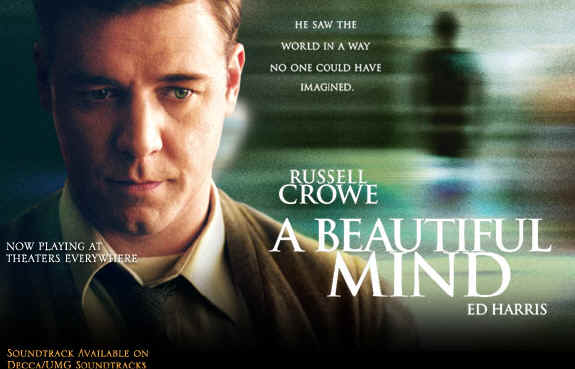 HE SAW THE
WORLD IN A WAY
NO ONE COULD HAVE
IMAGINED.
RUSSELL
CROWE
A BEAUTIFUL
MIND
ED HARRIS
NOW PLAYING AT
THEATERS EVERYWHERE
SOUNDTRACK AVAILABLE ON
DECCA/UMG SOUNDTRACKS